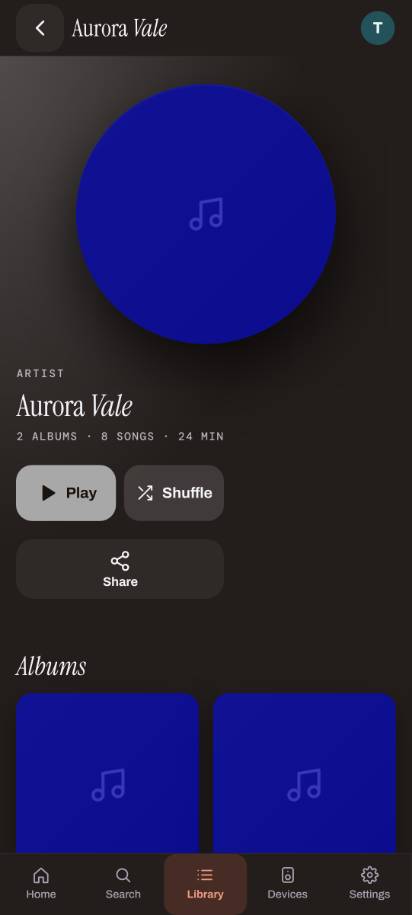 Aurora Vale
T
ARTIST
Aurora Vale
2 ALBUMS · 8 SONGS · 24 MIN
Play
Shuffle
Share
Albums
Home
Search
Library
Devices
Settings